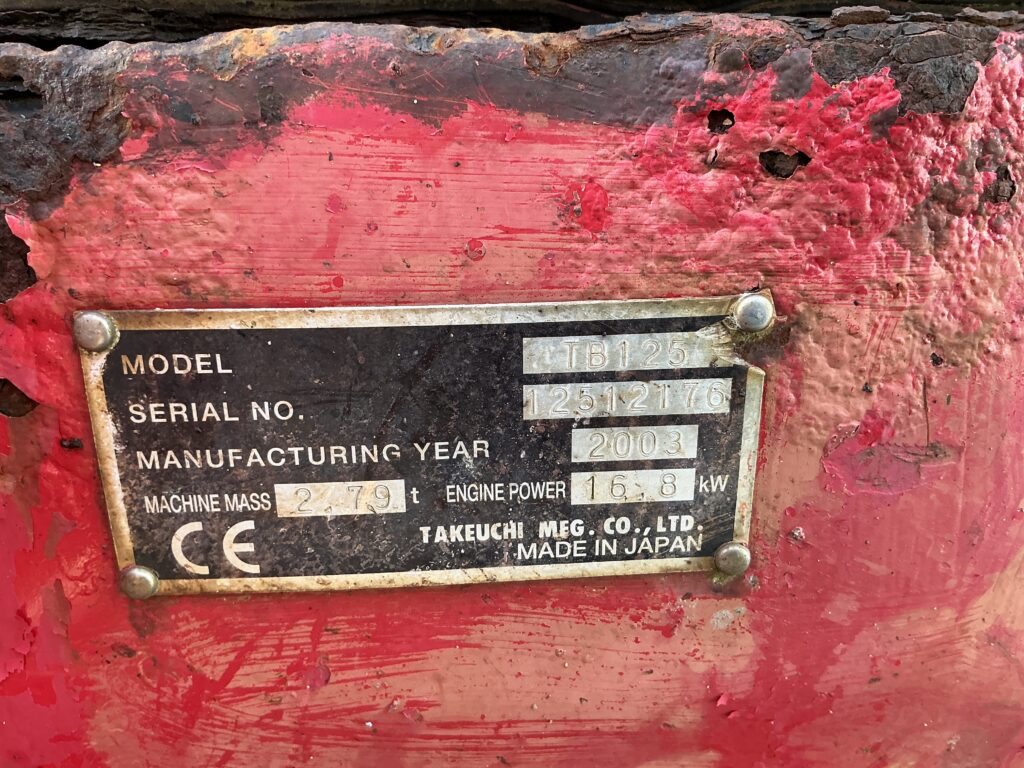 MODEL TB125
SERIAL NO. 12512176
MANUFACTURING YEAR 2003
MACHINE MASS 2.79 t ENGINE POWER 16.8 kW
CE TAKEUCHI MFG. CO., LTD.
MADE IN JAPAN